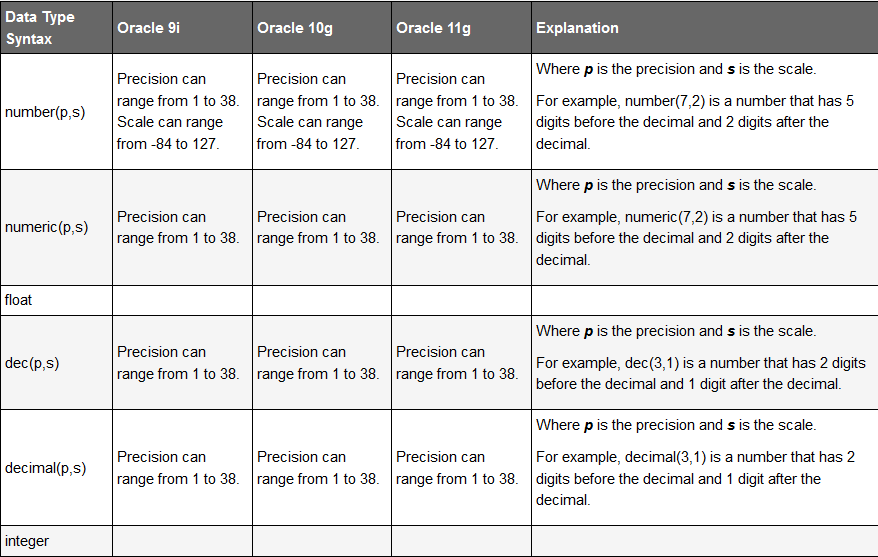 Data Type
Syntax
Oracle 9i
Oracle 10g
Oracle 11g
Explanation
number(p,s)
Precision can
range from 1 to 38.
Scale can range
from -84 to 127.
Precision can
range from 1 to 38.
Scale can range
from -84 to 127.
Precision can
range from 1 to 38.
Scale can range
from -84 to 127.
Where p is the precision and s is the scale.
For example, number(7,2) is a number that has 5
digits before the decimal and 2 digits after the
decimal.
numeric(p,s)
Precision can
range from 1 to 38.
Precision can
range from 1 to 38.
Precision can
range from 1 to 38.
Where p is the precision and s is the scale.
For example, numeric(7,2) is a number that has 5
digits before the decimal and 2 digits after the
decimal.
float
dec(p,s)
Precision can
range from 1 to 38.
Precision can
range from 1 to 38.
Precision can
range from 1 to 38.
Where p is the precision and s is the scale.
For example, dec(3,1) is a number that has 2 digits
before the decimal and 1 digit after the decimal.
decimal(p,s)
Precision can
range from 1 to 38.
Precision can
range from 1 to 38.
Precision can
range from 1 to 38.
Where p is the precision and s is the scale.
For example, decimal(3,1) is a number that has 2
digits before the decimal and 1 digit after the
decimal.
integer